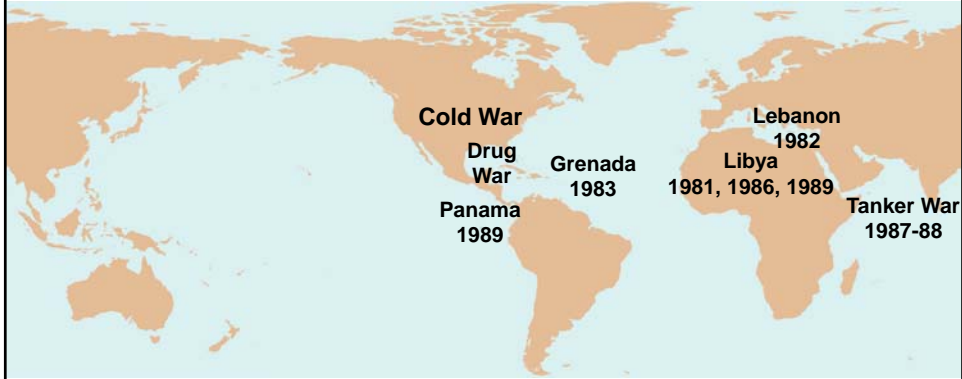 Cold War
Drug
War
Panama
1989
Grenada
1983
Lebanon
1982
Libya
1981, 1986, 1989
Tanker War
1987-88